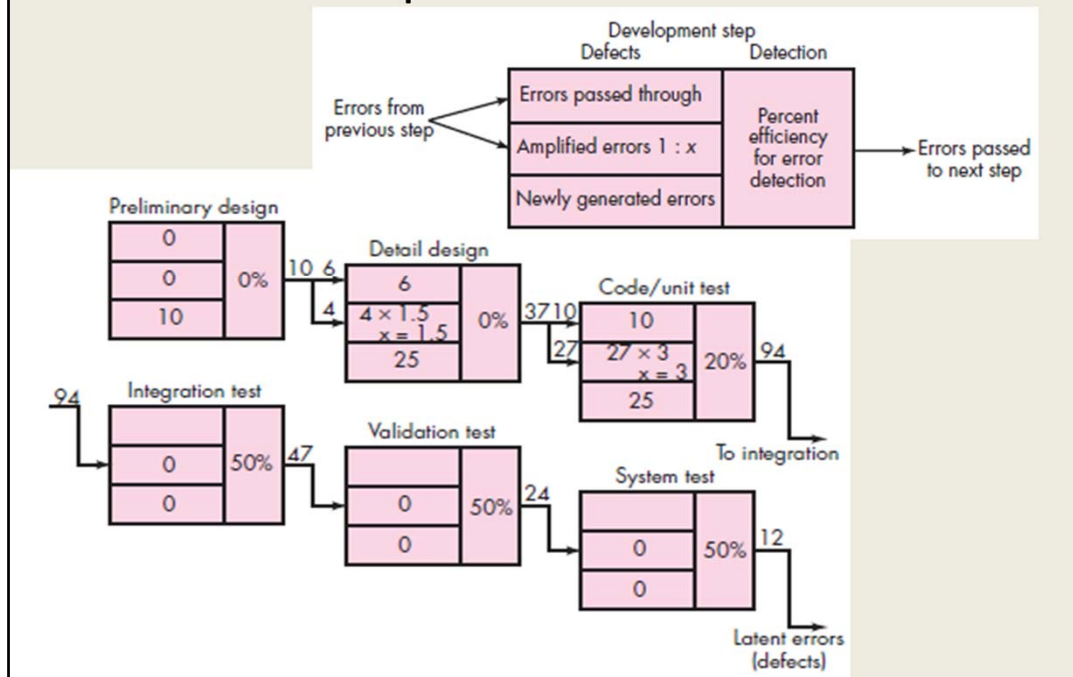 Development step
Defects Detection
Errors from
previous step
Errors passed through
Amplified errors 1 : x
Newly generated errors
Percent
efficiency
for error
detection
Errors passed
to next step
Preliminary design
0
0
10
0%
10 6
4
Detail design
6
4 × 1.5
x = 1.5
25
0%
37 10
27
Code/unit test
10
27 × 3
x = 3
25
20%
94
To integration
94
Integration test
0
0
50%
47
Validation test
0
0
50%
24
System test
0
0
50%
12
Latent errors
(defects)